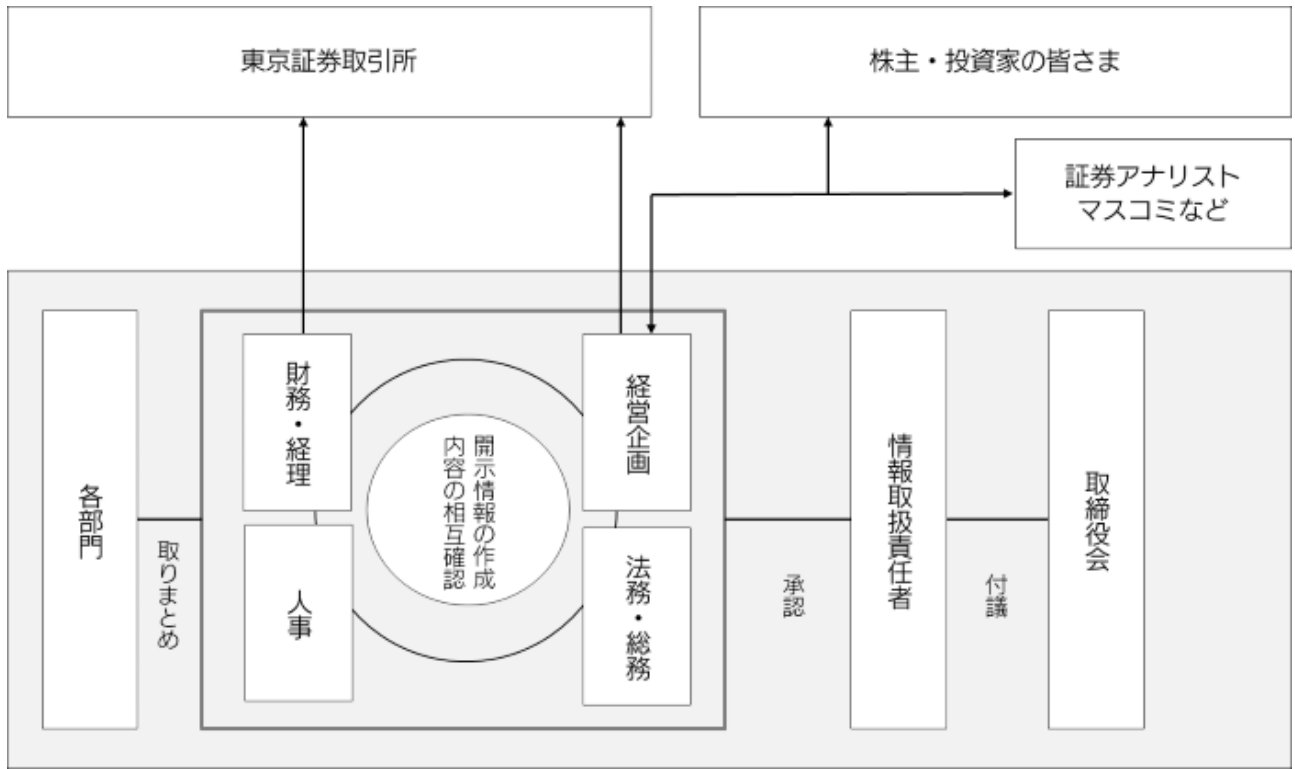 東京証券取引所
株主・投資家の皆さま
証券アナリスト
マスコミなど
各部門
取りまとめ
財務・経理
人事
開示情報の作成
内容の相互確認
経営企画
法務・総務
承認
情報取扱責任者
付議
取締役会